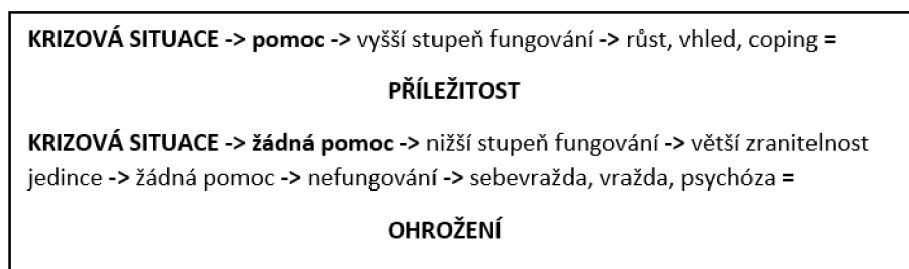 KRIZOVÁ SITUACE -> pomoc -> vyšší stupeň fungování -> růst, vhled, coping =
PŘÍLEŽITOST
KRIZOVÁ SITUACE -> žádná pomoc -> nižší stupeň fungování -> větší zranitelnost
jedince -> žádná pomoc -> nefungování -> sebevražda, vražda, psychóza =
OHROŽENÍ